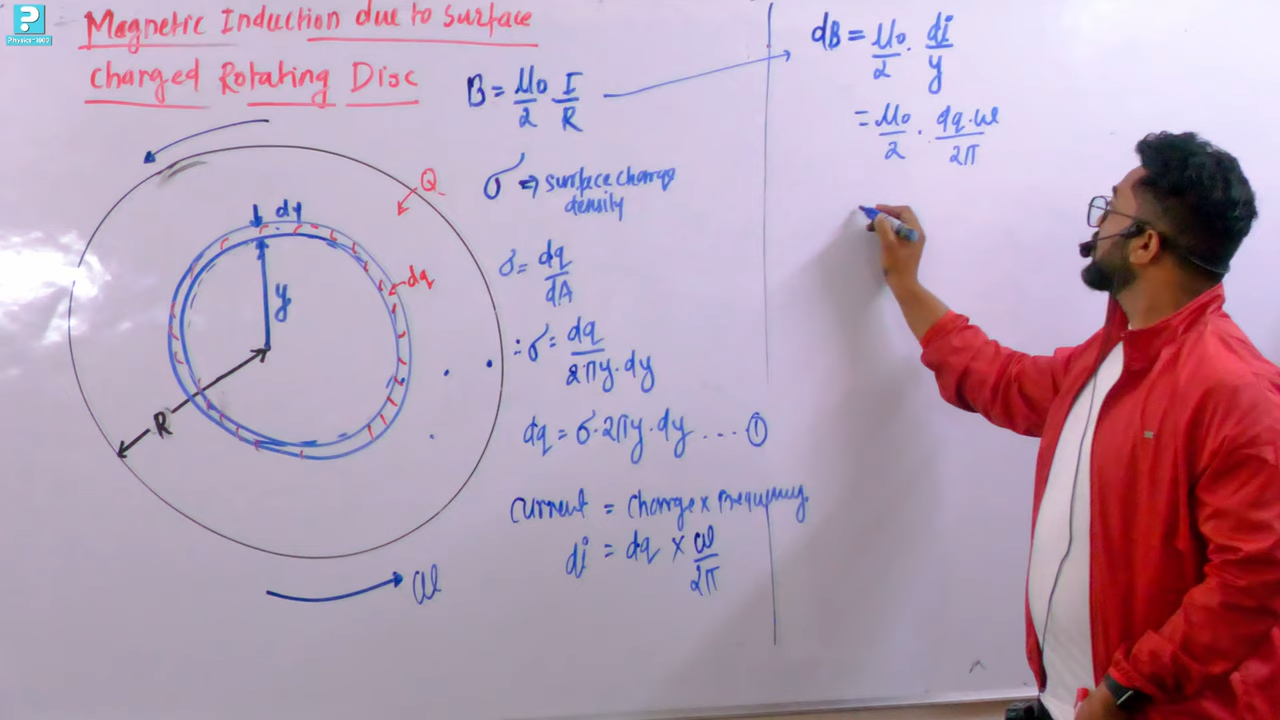 ?
Physics-3000
Magnetic Induction due to surface
charged Rotating Disc
B = μ₀/2 · I/R
σ ⇒ surface charge
density
σ = dq/dA
∴ σ = dq/2πy·dy
dq = σ·2πy·dy ... ①
current = charge × frequency
di = dq × ω/2π
Q
dy
dq
y
R
ω
dB = μ₀/2 · di/y
= μ₀/2 · dq·ω/2π